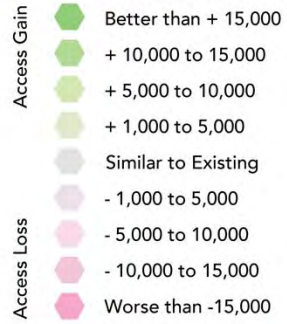 Access Gain
Better than + 15,000
+ 10,000 to 15,000
+ 5,000 to 10,000
+ 1,000 to 5,000
Similar to Existing
- 1,000 to 5,000
- 5,000 to 10,000
- 10,000 to 15,000
Worse than -15,000
Access Loss